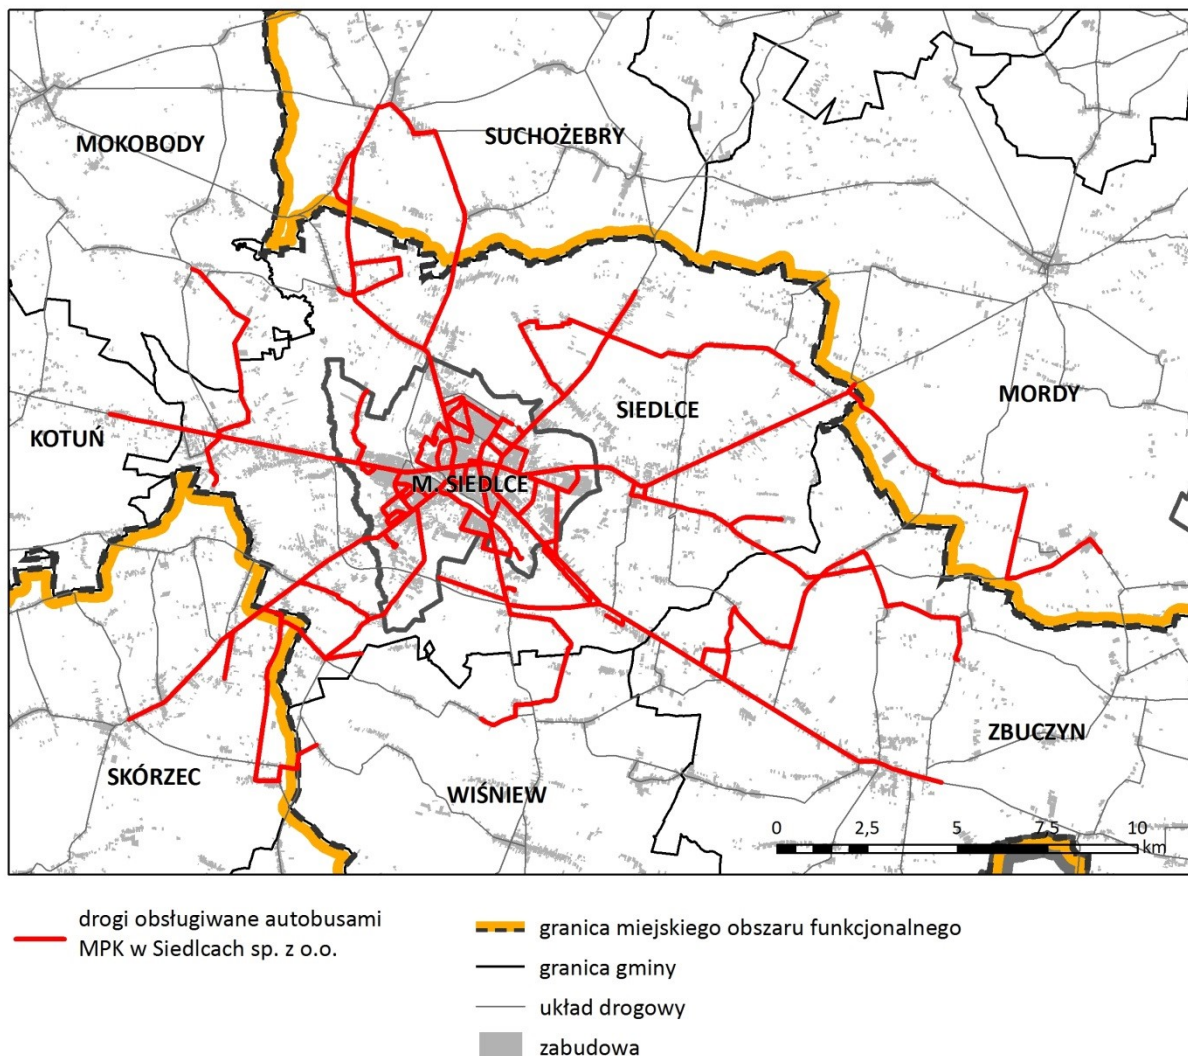 MOKOBODY
SUCHOŻEBRY
MORDY
SIEDLCE
KOTUŃ
M. SIEDLCE
ZBUCZYN
SKÓRZEC
WIŚNIEW
0 2,5 5 7,5 10
km
drogi obsługiwane autobusami
MPK w Siedlcach sp. z o.o.
granica miejskiego obszaru funkcjonalnego
granica gminy
układ drogowy
zabudowa